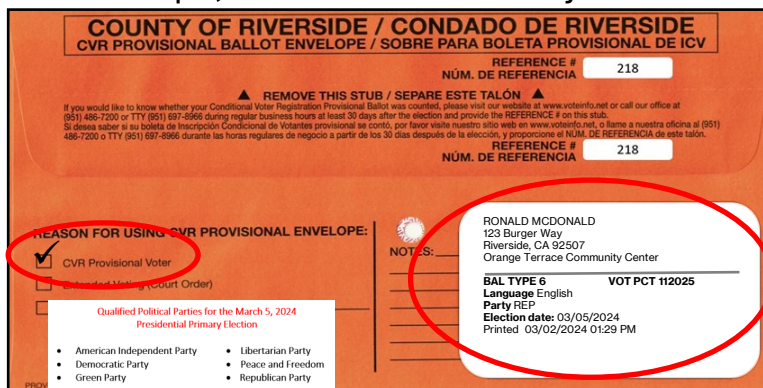 COUNTY OF RIVERSIDE / CONDADO DE RIVERSIDE
CVR PROVISIONAL BALLOT ENVELOPE / SOBRE PARA BOLETA PROVISIONAL DE ICV
REFERENCE #
NÚM. DE REFERENCIA
218
▲ REMOVE THIS STUB / SEPARE ESTE TALÓN ▲
If you would like to know whether your Conditional Voter Registration Provisional Ballot was counted, please visit our website at www.voteinfo.net or call our office at
(951) 486-7200 or TTY (951) 697-8966 during regular business hours at least 30 days after the election and provide the REFERENCE # on this stub.
Si desea saber si su boleta de Inscripción Condicional de Votantes provisional se contó, por favor visite nuestro sitio web en www.voteinfo.net, o llame a nuestra oficina al (951)
486-7200 o TTY (951) 697-8966 durante las horas regulares de negocio a partir de los 30 días después de la elección, y proporcione el NÚM. DE REFERENCIA de este talón.
REFERENCE #
NÚM. DE REFERENCIA
218
REASON FOR USING CVR PROVISIONAL ENVELOPE:
CVR Provisional Voter
Extended Voting (Court Order)
NOTES:
RONALD MCDONALD
123 Burger Way
Riverside, CA 92507
Orange Terrace Community Center
BAL TYPE 6 VOT PCT 112025
Language English
Party REP
Election date: 03/05/2024
Printed 03/02/2024 01:29 PM
Qualified Political Parties for the March 5, 2024
Presidential Primary Election
• American Independent Party
• Democratic Party
• Green Party
• Libertarian Party
• Peace and Freedom
• Republican Party